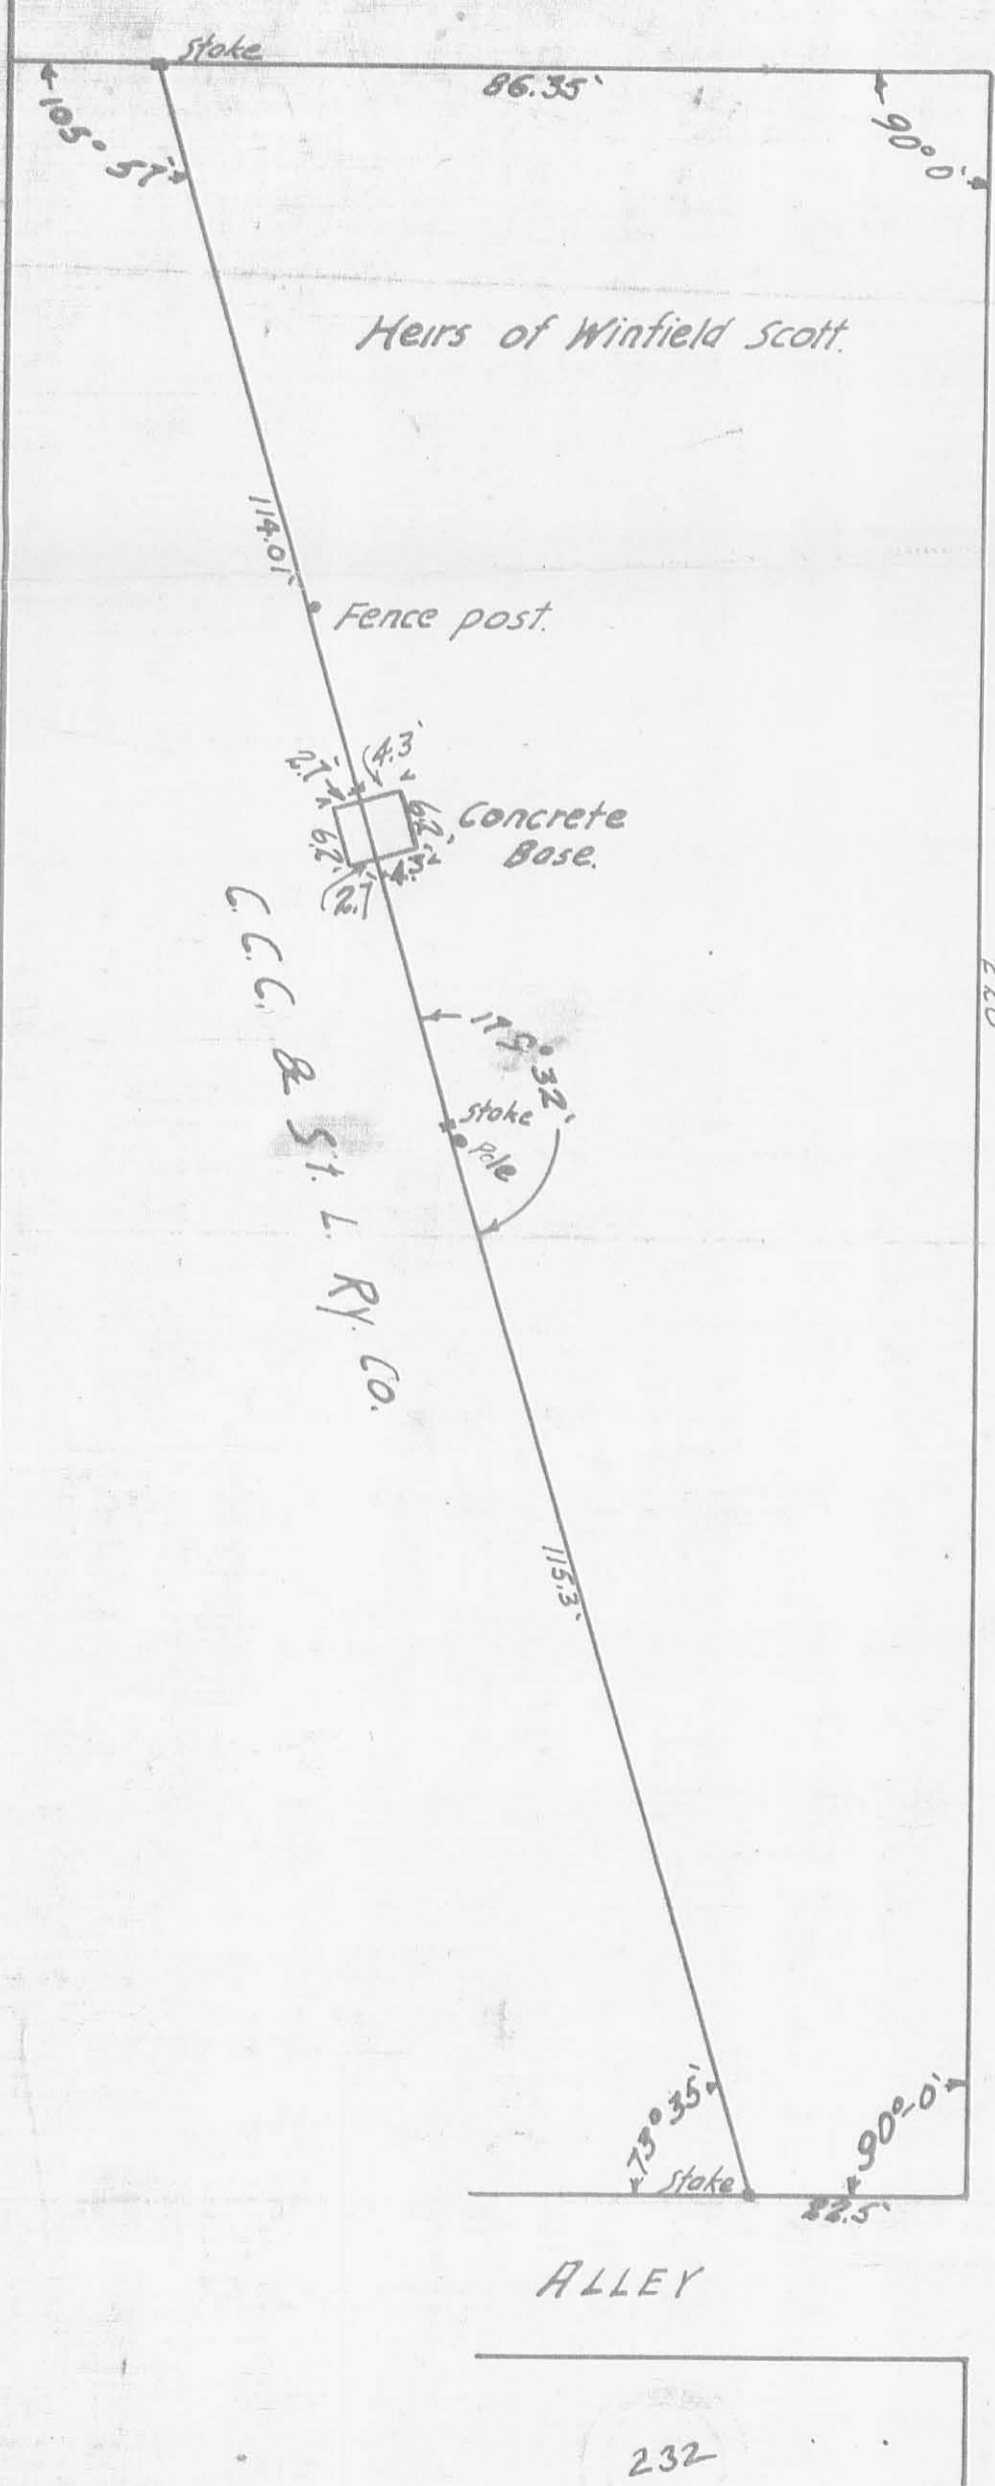 Stake
86.35'
105° 57'
90° 0'
Heirs of Winfield Scott.
114.01'
Fence post.
2.7'
4.3'
6.2'
6.2'
Concrete
Base.
2.7'
4.3'
C. C. C. & St. L. Ry. Co.
179° 32'
Stake
Pole
115.3'
73° 35'
90°-0'
Stake
22.5'
ALLEY
232